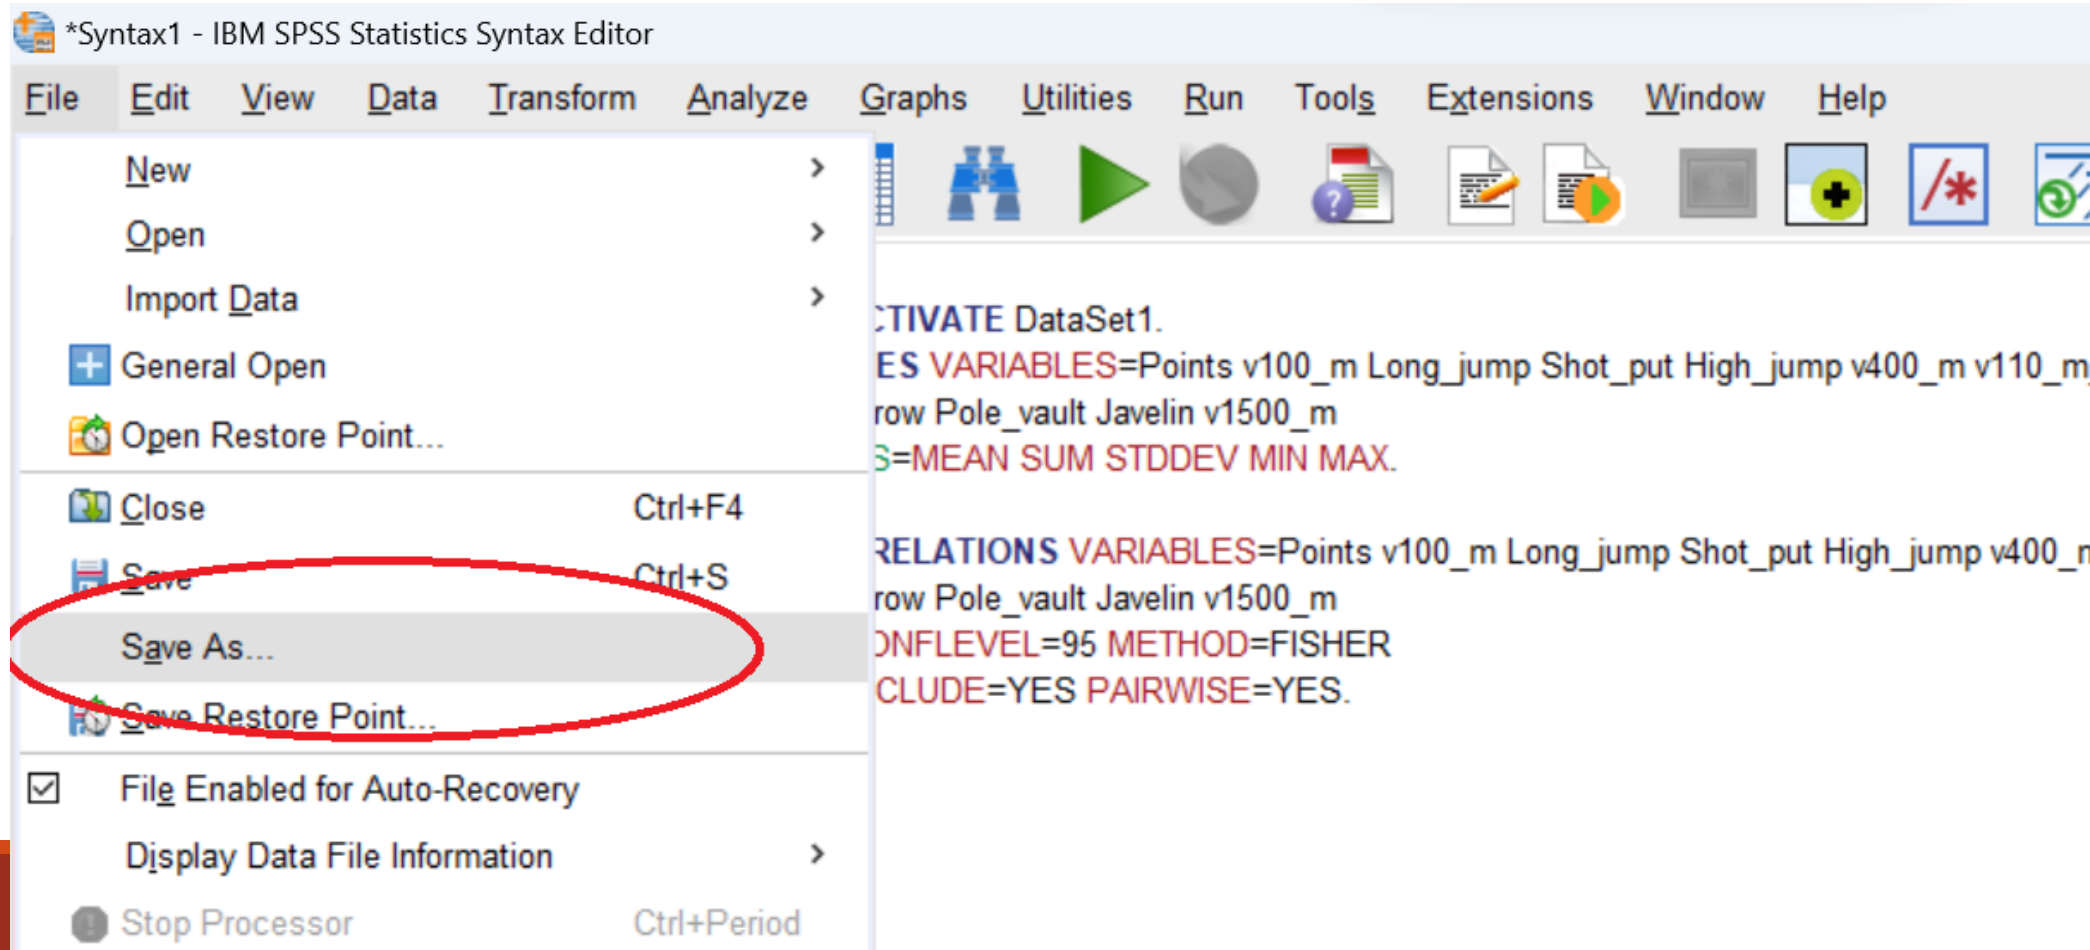 *Syntax1 - IBM SPSS Statistics Syntax Editor
File Edit View Data Transform Analyze Graphs Utilities Run Tools Extensions Window Help
New
Open
Import Data
General Open
Open Restore Point...
Close Ctrl+F4
Save Ctrl+S
Save As...
Save Restore Point...
File Enabled for Auto-Recovery
Display Data File Information
Stop Processor Ctrl+Period
CTIVATE DataSet1.
ES VARIABLES=Points v100_m Long_jump Shot_put High_jump v400_m v110_m_
row Pole_vault Javelin v1500_m
S=MEAN SUM STDDEV MIN MAX.
RELATIONS VARIABLES=Points v100_m Long_jump Shot_put High_jump v400_m
row Pole_vault Javelin v1500_m
ONFLEVEL=95 METHOD=FISHER
CLUDE=YES PAIRWISE=YES.